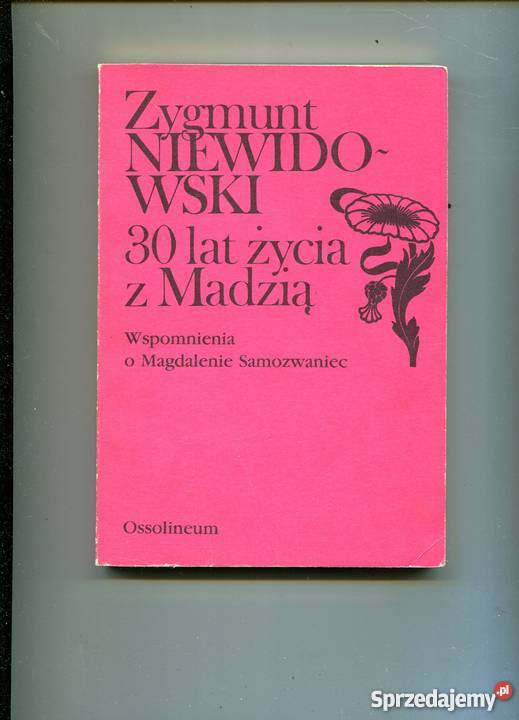 Zygmunt
NIEWIDO-
WSKI
30 lat życia
z Madzią
Wspomnienia
o Magdalenie Samozwaniec
Ossolineum
Sprzedajemy.pl